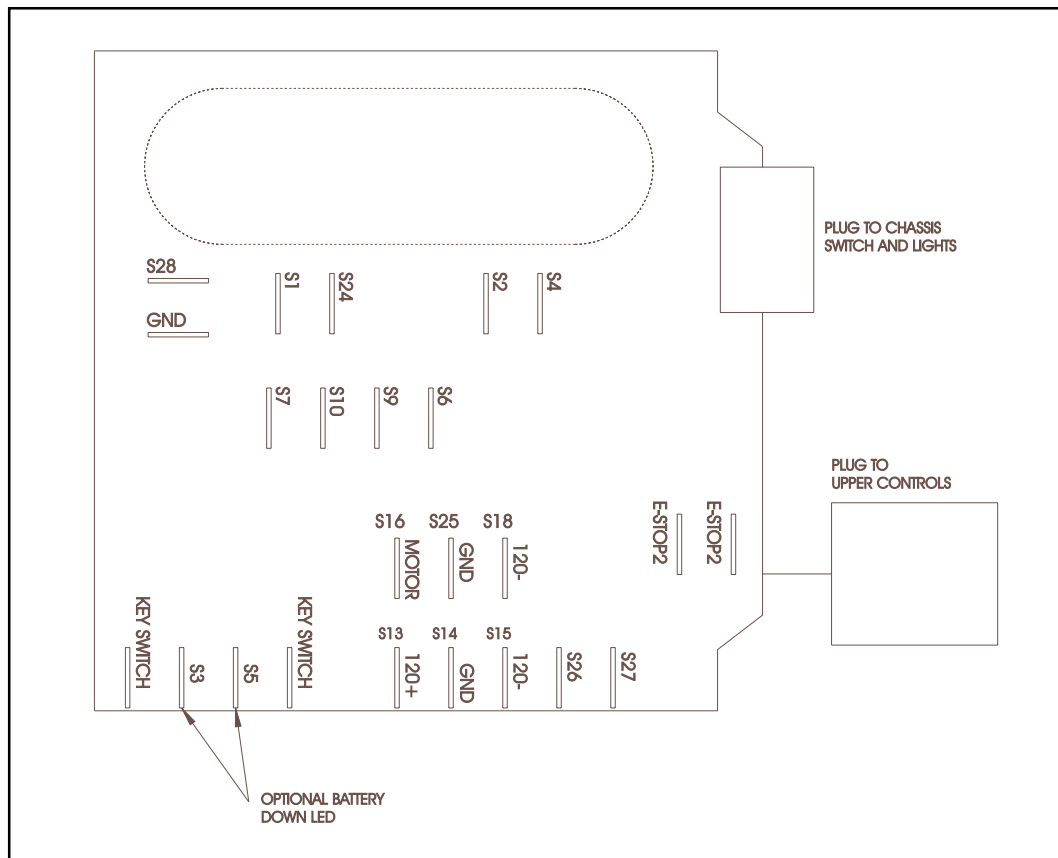 PLUG TO CHASSIS
SWITCH AND LIGHTS
S28
S1
S24
S2
S4
GND
S7
S10
S9
S6
PLUG TO
UPPER CONTROLS
E-STOP2
E-STOP2
S16
S25
S18
MOTOR
GND
120-
KEY SWITCH
S3
S5
KEY SWITCH
S13
S14
S15
120+
GND
120-
S26
S27
OPTIONAL BATTERY
DOWN LED